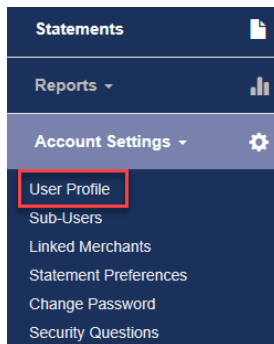 Statements
Reports
Account Settings
User Profile
Sub-Users
Linked Merchants
Statement Preferences
Change Password
Security Questions